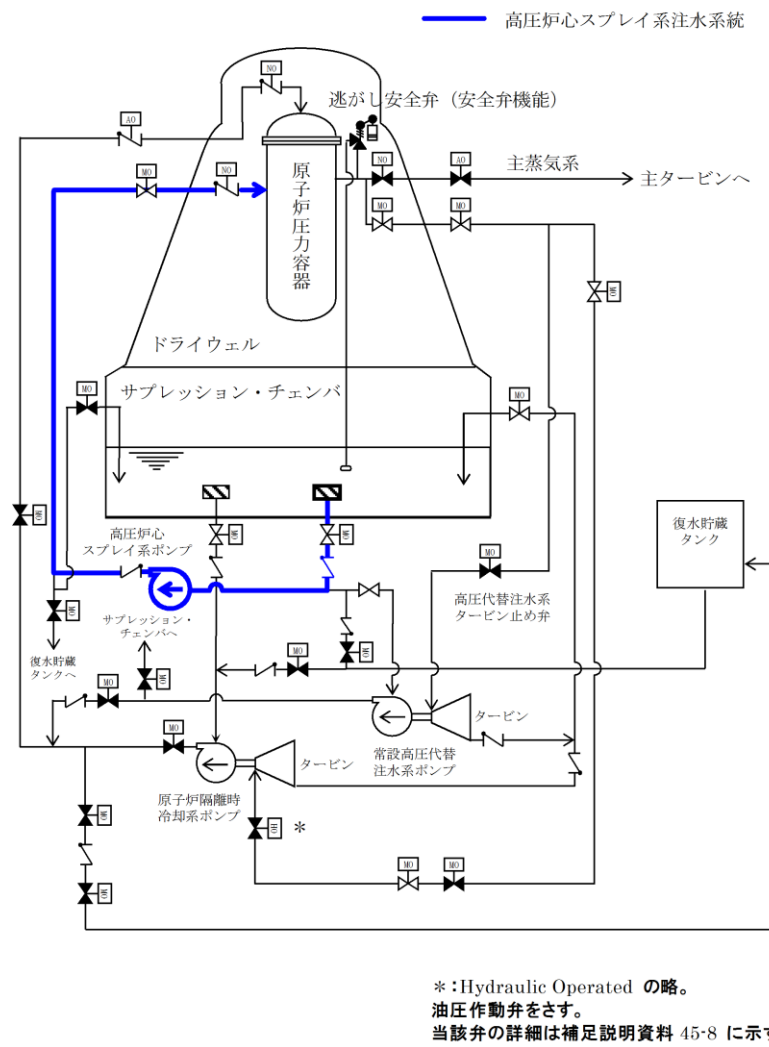 高圧炉心スプレイ系注水系統
NO
逃がし安全弁（安全弁機能）
AO
MO
NO
NO
AO
主蒸気系
主タービンへ
原子炉圧力容器
MO
MO
MO
ドライウェル
サプレッション・チェンバ
MO
MO
復水貯蔵
タンク
MO
MO
MO
高圧炉心
スプレイ系ポンプ
MO
高圧代替注水系
タービン止め弁
MO
サプレッション・
チェンバへ
復水貯蔵
タンクへ
MO
MO
MO
MO
タービン
常設高圧代替
注水系ポンプ
MO
タービン
原子炉隔離時
冷却系ポンプ
MO
HO
*
MO
MO
MO
*:Hydraulic Operated の略。
油圧作動弁をさす。
当該弁の詳細は補足説明資料 45-8 に示す